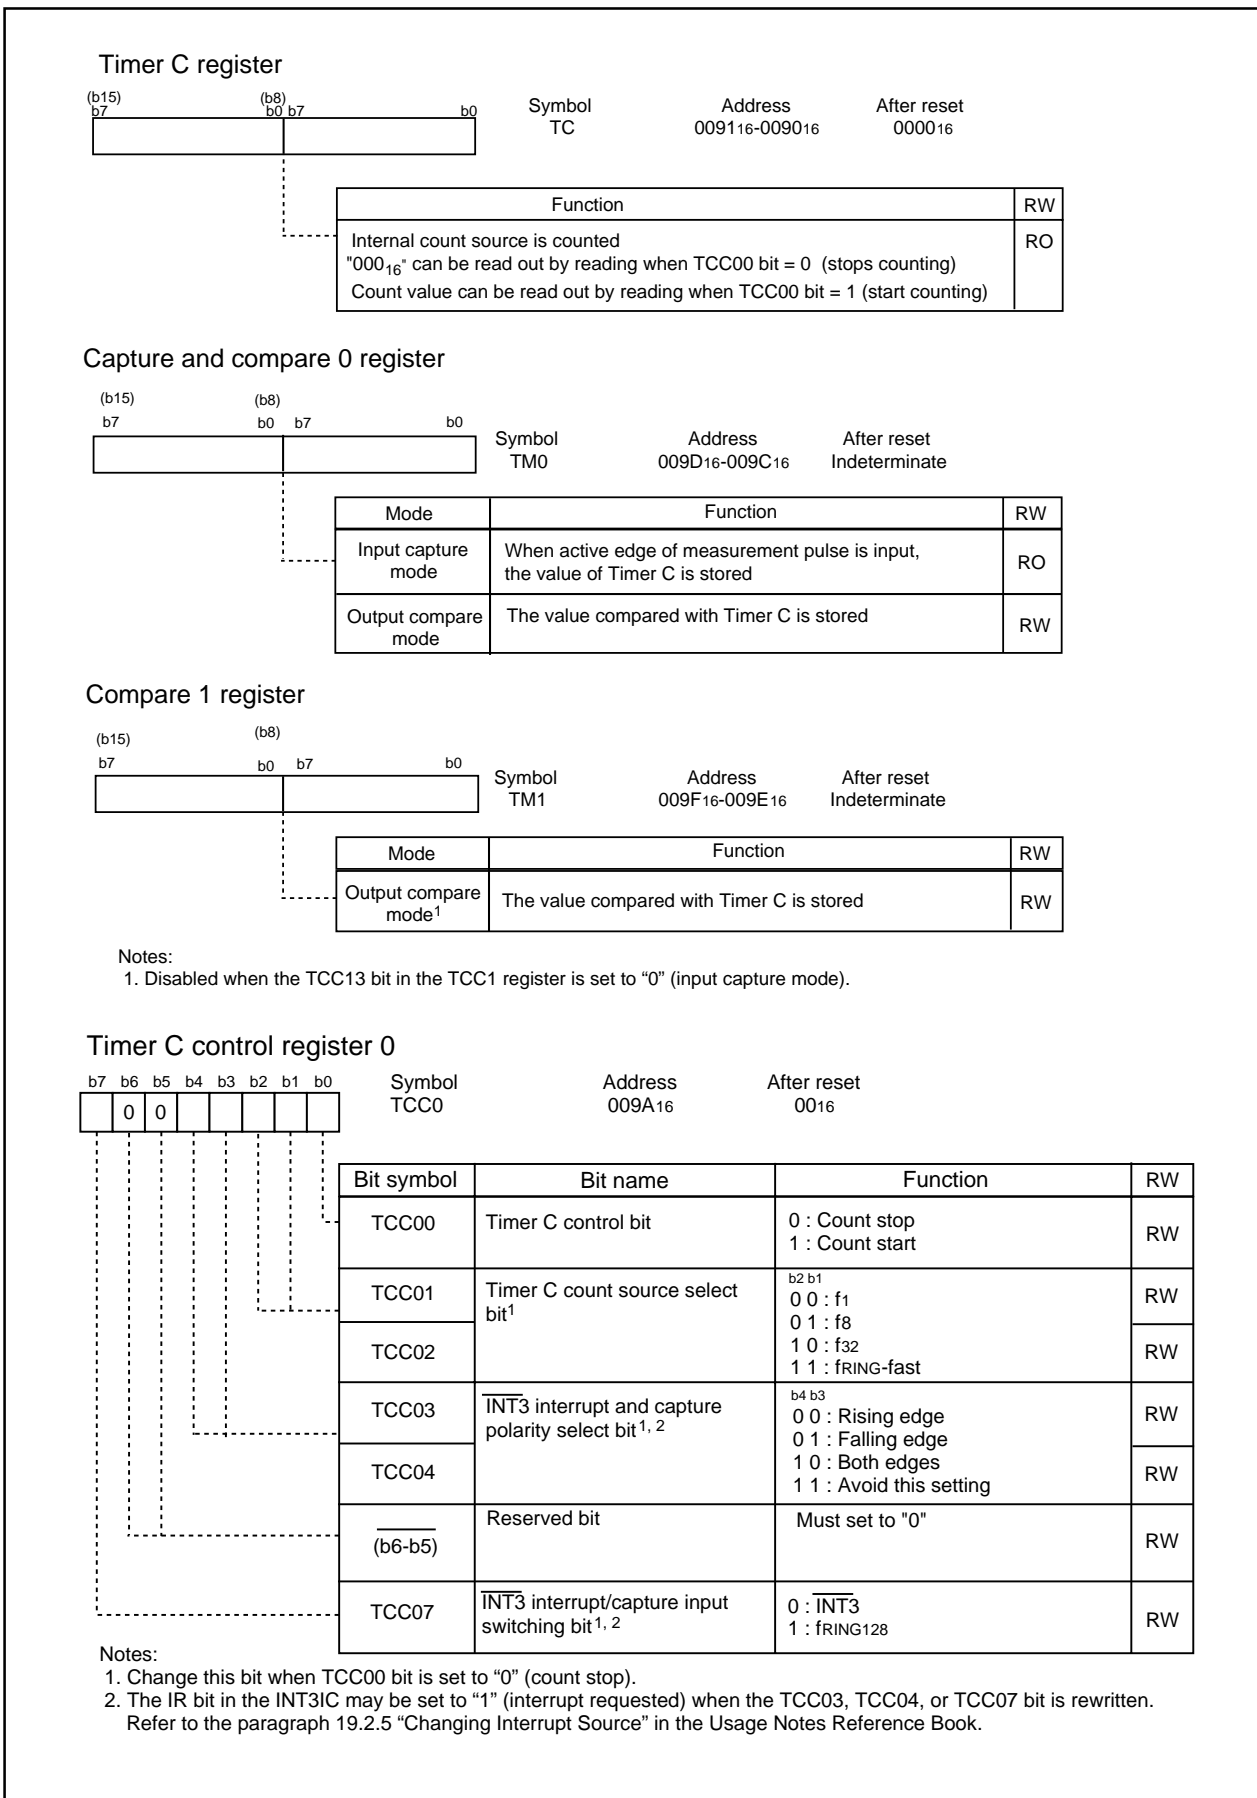 Timer C register
(b15) (b8)
b7 b0 b7 b0
Symbol Address After reset
TC 009116-009016 000016
Function RW
Internal count source is counted RO
"00016" can be read out by reading when TCC00 bit = 0 (stops counting)
Count value can be read out by reading when TCC00 bit = 1 (start counting)
Capture and compare 0 register
(b15) (b8)
b7 b0 b7 b0
Symbol Address After reset
TM0 009D16-009C16 Indeterminate
Mode Function RW
Input capture mode When active edge of measurement pulse is input, the value of Timer C is stored RO
Output compare mode The value compared with Timer C is stored RW
Compare 1 register
(b15) (b8)
b7 b0 b7 b0
Symbol Address After reset
TM1 009F16-009E16 Indeterminate
Mode Function RW
Output compare mode1 The value compared with Timer C is stored RW
Notes:
1. Disabled when the TCC13 bit in the TCC1 register is set to “0” (input capture mode).
Timer C control register 0
b7 b6 b5 b4 b3 b2 b1 b0
0 0
Symbol Address After reset
TCC0 009A16 0016
Bit symbol Bit name Function RW
TCC00 Timer C control bit 0 : Count stop RW
1 : Count start
TCC01 Timer C count source select bit1 b2 b1 RW
0 0 : f1
0 1 : f8
TCC02 1 0 : f32 RW
1 1 : fRING-fast
TCC03 INT3 interrupt and capture polarity select bit1, 2 b4 b3 RW
0 0 : Rising edge
0 1 : Falling edge
TCC04 1 0 : Both edges RW
1 1 : Avoid this setting
(b6-b5) Reserved bit Must set to "0" RW
TCC07 INT3 interrupt/capture input switching bit1, 2 0 : INT3 RW
1 : fRING128
Notes:
1. Change this bit when TCC00 bit is set to “0” (count stop).
2. The IR bit in the INT3IC may be set to “1” (interrupt requested) when the TCC03, TCC04, or TCC07 bit is rewritten.
Refer to the paragraph 19.2.5 “Changing Interrupt Source” in the Usage Notes Reference Book.